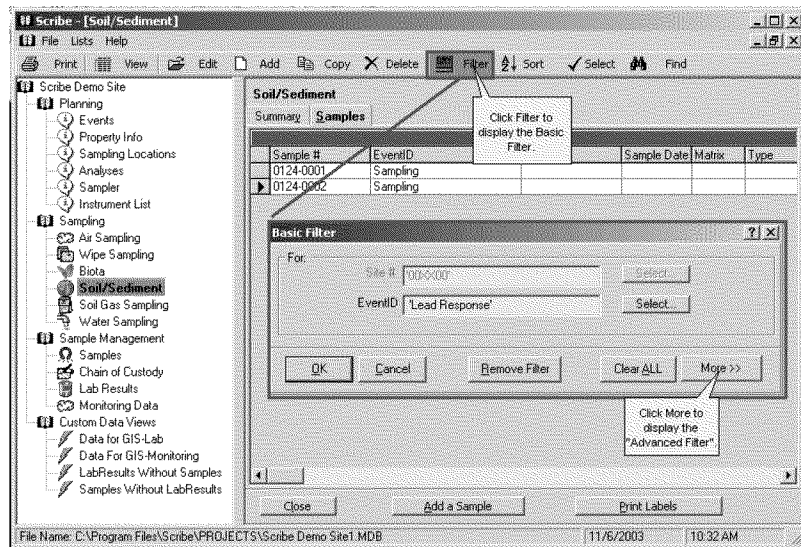 Scribe - [Soil/Sediment]
File Lists Help
Print View Edit Add Copy Delete Filter Sort Select Find
Scribe Demo Site
Planning
Events
Property Info
Sampling Locations
Analyses
Sampler
Instrument List
Sampling
Air Sampling
Wipe Sampling
Biota
Soil/Sediment
Soil Gas Sampling
Water Sampling
Sample Management
Samples
Chain of Custody
Lab Results
Monitoring Data
Custom Data Views
Data for GIS-Lab
Data For GIS-Monitoring
LabResults Without Samples
Samples Without LabResults
Soil/Sediment
Summary Samples
Click Filter to
display the Basic
Filter.
Sample # EventID Sample Date Matrix Type
0124-0001 Sampling
0124-0002 Sampling
Basic Filter
For:
Site # Select...
EventID 'Lead Response' Select...
OK Cancel Remove Filter Clear ALL More >>
Click More to
display the
"Advanced Filter".
Close Add a Sample Print Labels
File Name: C:\Program Files\Scribe\PROJECTS\Scribe Demo Site1.MDB 11/6/2003 10:32 AM